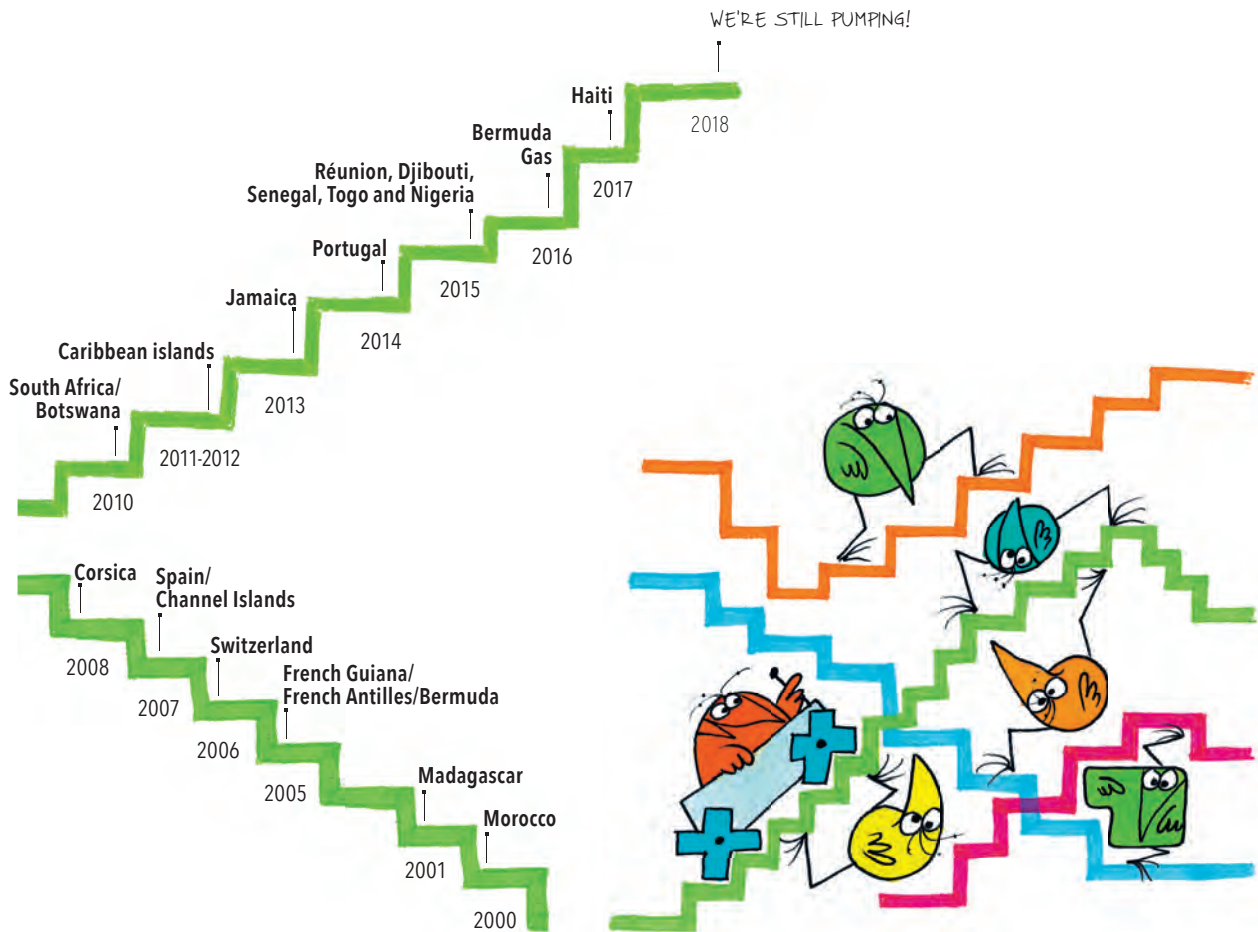 WE'RE STILL PUMPING!
Haiti
2018
Bermuda
Gas
2017
Réunion, Djibouti,
Senegal, Togo and Nigeria
2016
Portugal
2015
Jamaica
2014
Caribbean islands
2013
South Africa/
Botswana
2011-2012
2010
Corsica
Spain/
Channel Islands
2008
Switzerland
2007
French Guiana/
French Antilles/Bermuda
2006
2005
Madagascar
Morocco
2001
2000